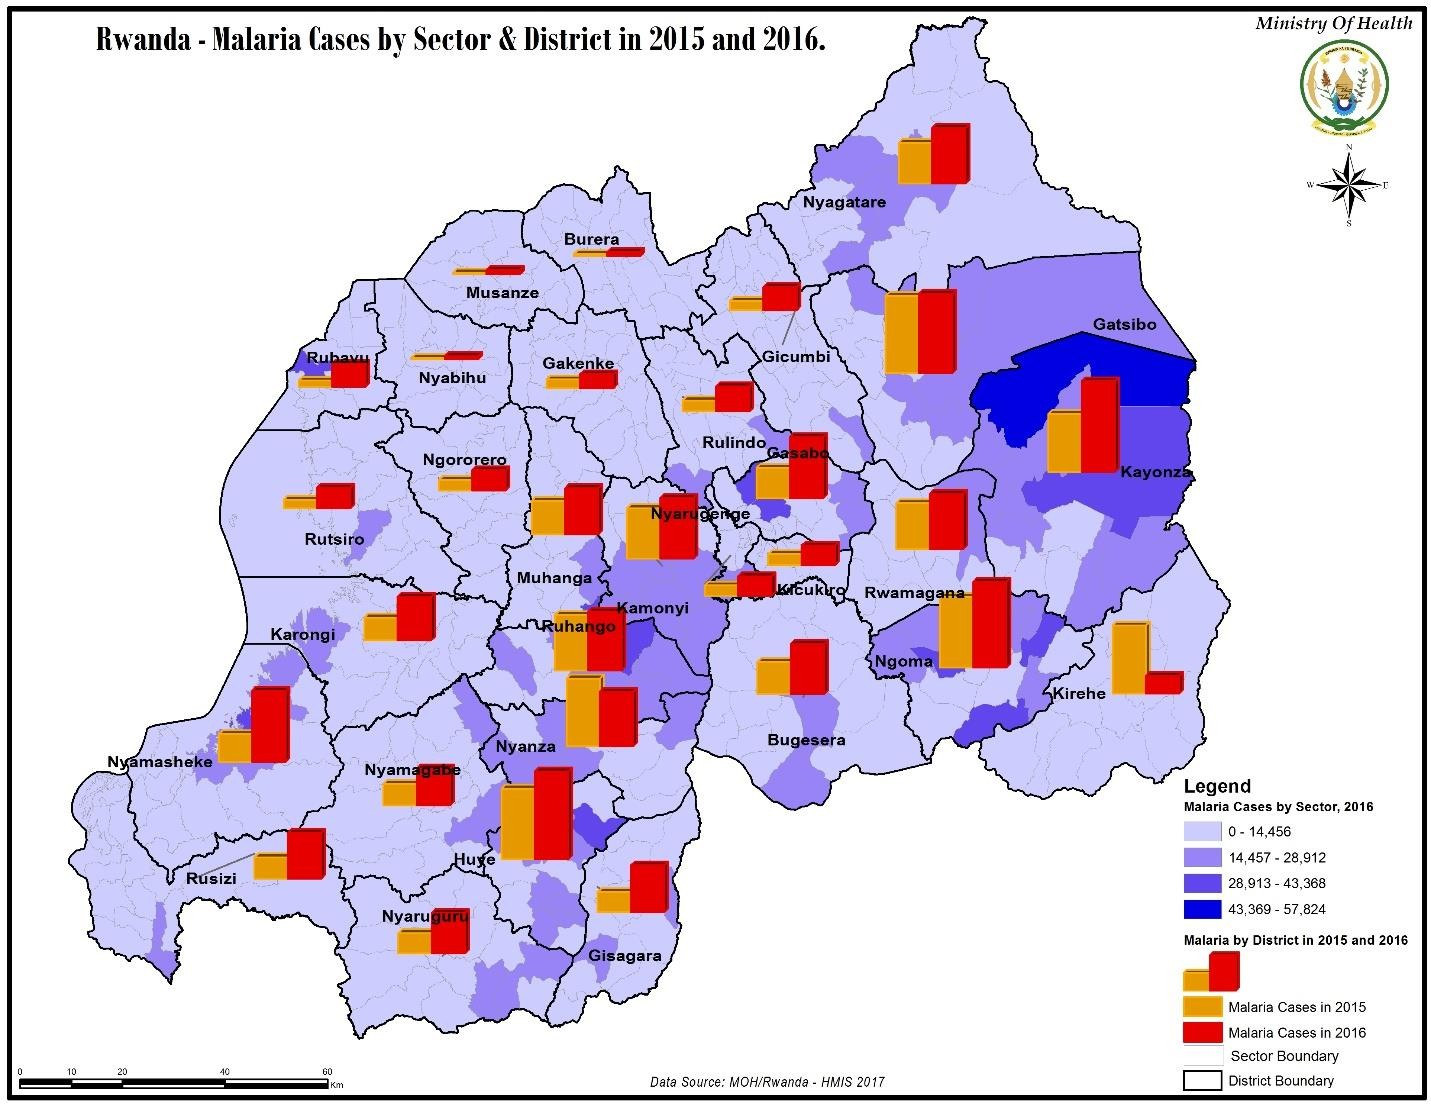 Rwanda - Malaria Cases by Sector & District in 2015 and 2016.
Ministry Of Health
N
W
E
S
Nyagatare
Burera
Musanze
Gatsibo
Rubavu
Gicumbi
Nyabihu
Gakenke
Rulindo
Gasabo
Ngororero
Kayonza
Nyarugenge
Rutsiro
Muhanga
Kicukiro
Rwamagana
Kamonyi
Karongi
Ruhango
Ngoma
Kirehe
Nyanza
Bugesera
Nyamasheke
Nyamagabe
Huye
Rusizi
Nyaruguru
Gisagara
Legend
Malaria Cases by Sector, 2016
0 - 14,456
14,457 - 28,912
28,913 - 43,368
43,369 - 57,824
Malaria by District in 2015 and 2016
Malaria Cases in 2015
Malaria Cases in 2016
Sector Boundary
District Boundary
0 10 20 40 60
Km
Data Source: MOH/Rwanda - HMIS 2017